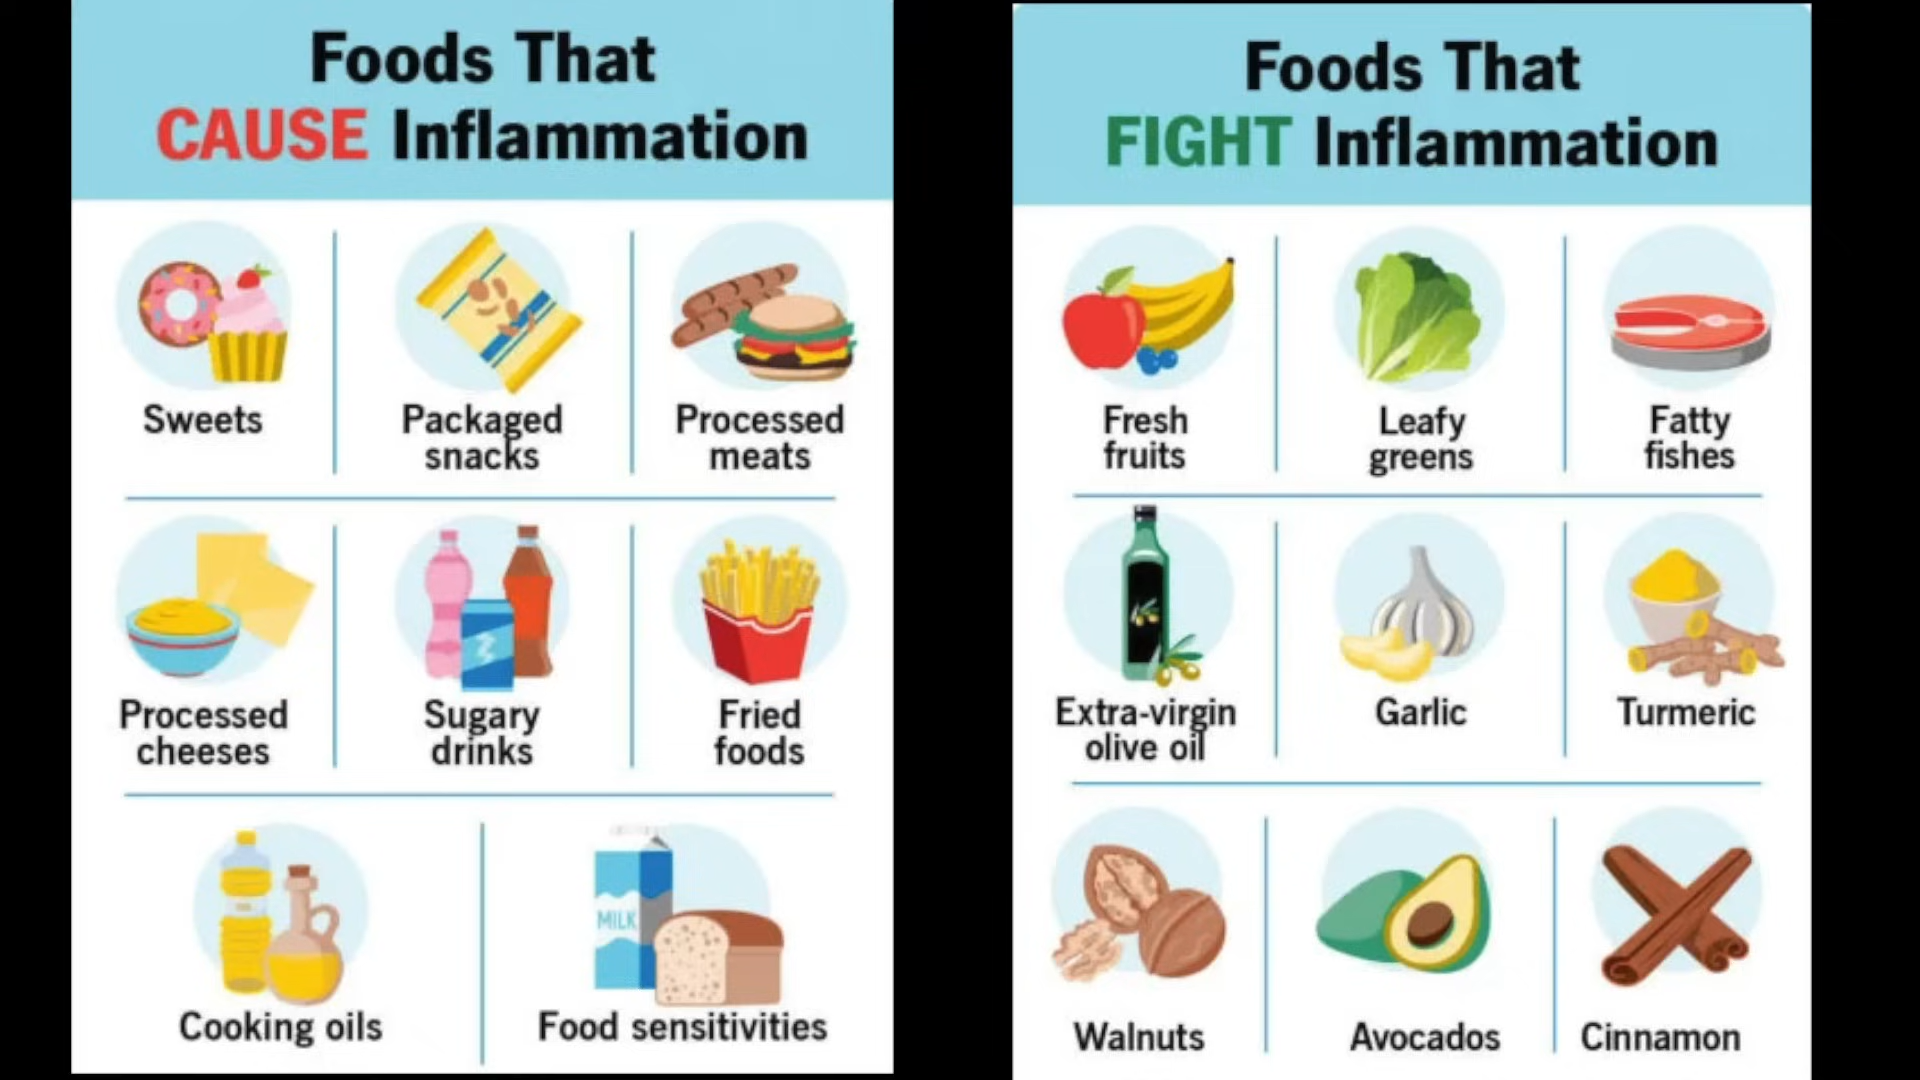 Foods That
CAUSE Inflammation
Sweets
Packaged
snacks
Processed
meats
Processed
cheeses
Sugary
drinks
Fried
foods
MILK
Cooking oils
Food sensitivities
Foods That
FIGHT Inflammation
Fresh
fruits
Leafy
greens
Fatty
fishes
Extra-virgin
olive oil
Garlic
Turmeric
Walnuts
Avocados
Cinnamon